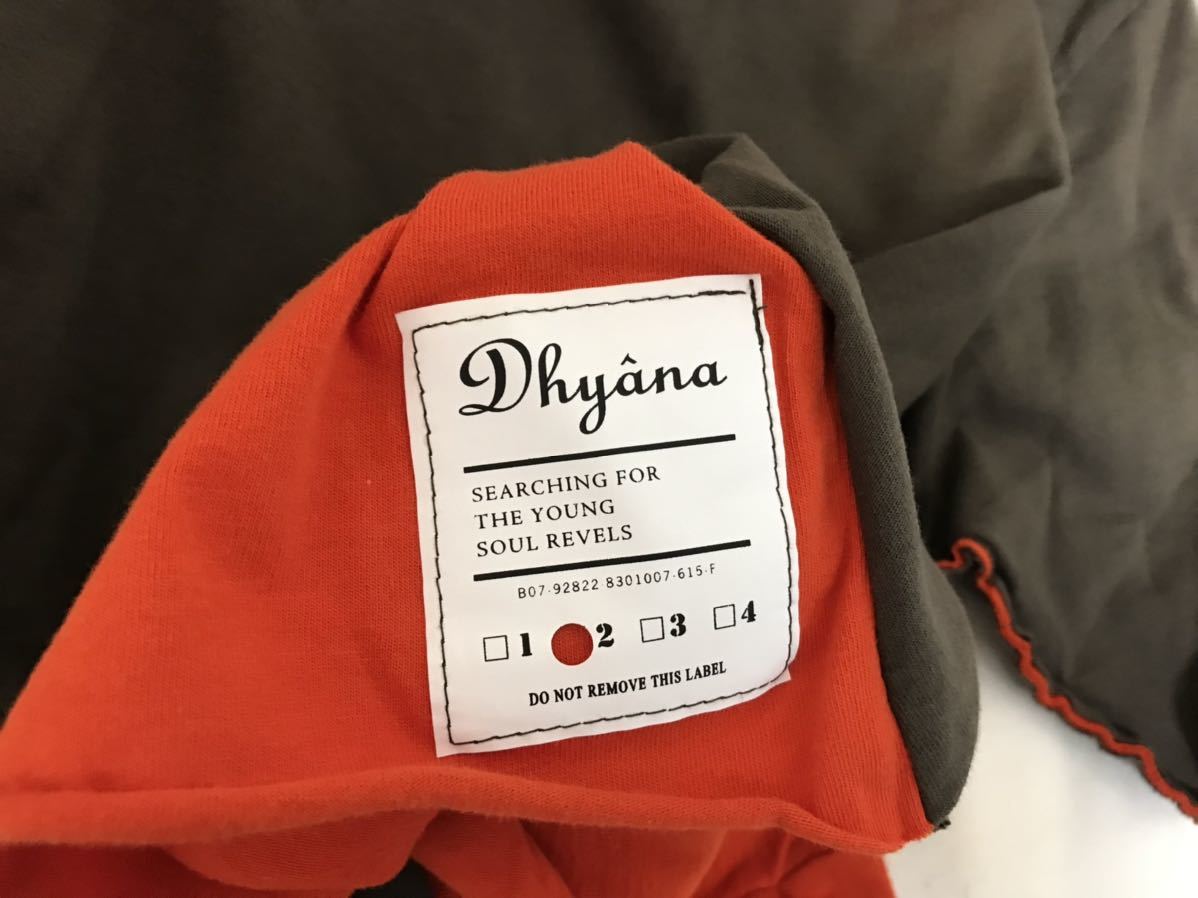 Dhyâna
SEARCHING FOR
THE YOUNG
SOUL REVELS
B07-92822 8301007-615-F
1 2 3 4
DO NOT REMOVE THIS LABEL